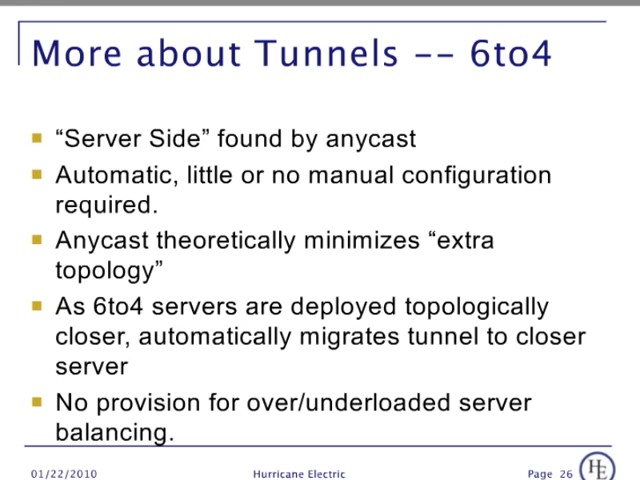 More about Tunnels -- 6to4
“Server Side” found by anycast
Automatic, little or no manual configuration
required.
Anycast theoretically minimizes “extra
topology”
As 6to4 servers are deployed topologically
closer, automatically migrates tunnel to closer
server
No provision for over/underloaded server
balancing.
01/22/2010 Hurricane Electric Page 26 HE